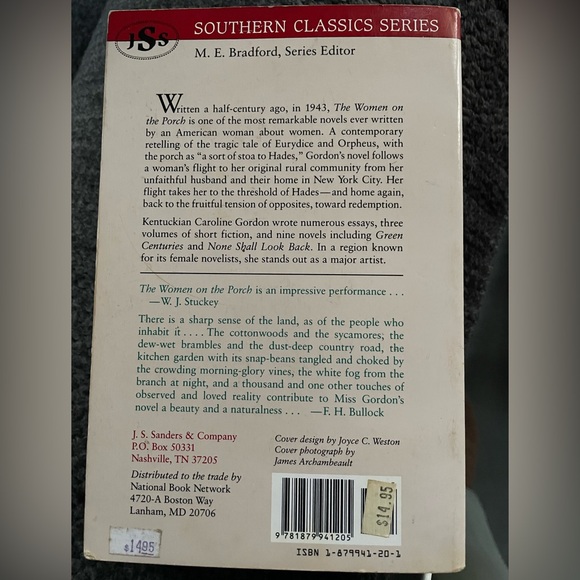 JSS
SOUTHERN CLASSICS SERIES
M. E. Bradford, Series Editor
Written a half-century ago, in 1943, The Women on
the Porch is one of the most remarkable novels ever written
by an American woman about women. A contemporary
retelling of the tragic tale of Eurydice and Orpheus, with
the porch as "a sort of stoa to Hades," Gordon's novel follows
a woman's flight to her original rural community from her
unfaithful husband and their home in New York City. Her
flight takes her to the threshold of Hades—and home again,
back to the fruitful tension of opposites, toward redemption.
Kentuckian Caroline Gordon wrote numerous essays, three
volumes of short fiction, and nine novels including Green
Centuries and None Shall Look Back. In a region known
for its female novelists, she stands out as a major artist.
The Women on the Porch is an impressive performance . . .
—W. J. Stuckey
There is a sharp sense of the land, as of the people who
inhabit it . . . . The cottonwoods and the sycamores; the
dew-wet brambles and the dust-deep country road, the
kitchen garden with its snap-beans tangled and choked by
the crowding morning-glory vines, the white fog from the
branch at night, and a thousand and one other touches of
observed and loved reality contribute to Miss Gordon's
novel a beauty and a naturalness . . . —F. H. Bullock
J. S. Sanders & Company
P.O. Box 50331
Nashville, TN 37205
Distributed to the trade by
National Book Network
4720-A Boston Way
Lanham, MD 20706
$1495
Cover design by Joyce C. Weston
Cover photograph by
James Archambeault
$14.95
9 781879 941205
ISBN 1-879941-20-1